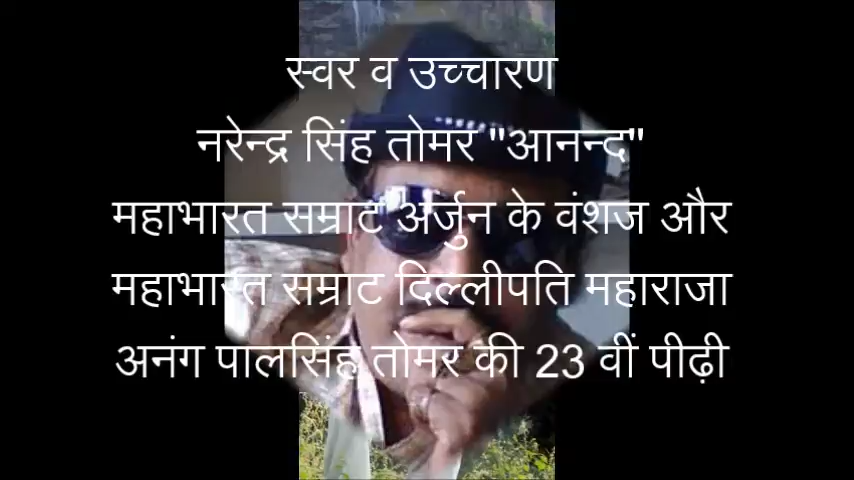 स्वर व उच्चारण
नरेन्द्र सिंह तोमर "आनन्द"
महाभारत सम्राट अर्जुन के वंशज और
महाभारत सम्राट दिल्लीपति महाराजा
अनंग पालसिंह तोमर की 23 वीं पीढ़ी